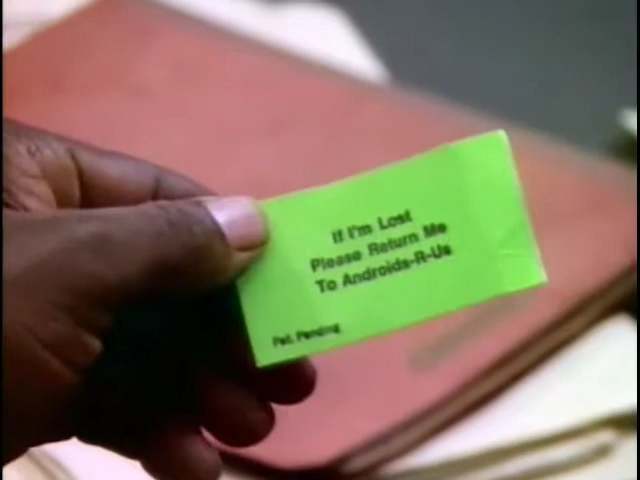 If I'm Lost
Please Return Me
To Androids-R-Us
Pat. Pending